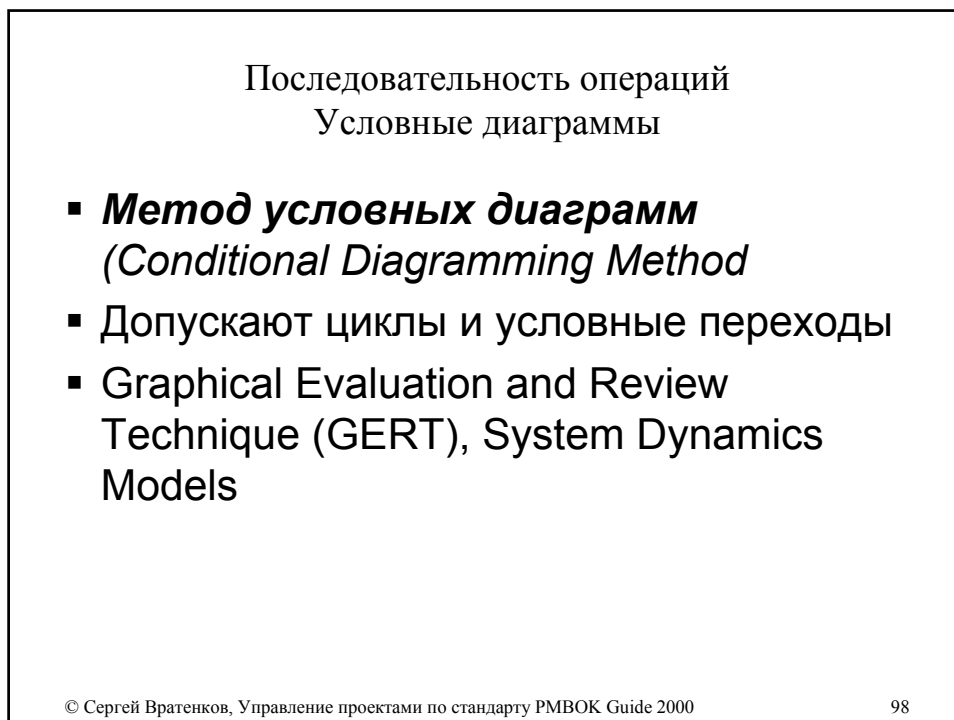 Последовательность операций
Условные диаграммы
▪ Метод условных диаграмм
(Conditional Diagramming Method
▪ Допускают циклы и условные переходы
▪ Graphical Evaluation and Review
Technique (GERT), System Dynamics
Models
© Сергей Вратенков, Управление проектами по стандарту PMBOK Guide 2000 98